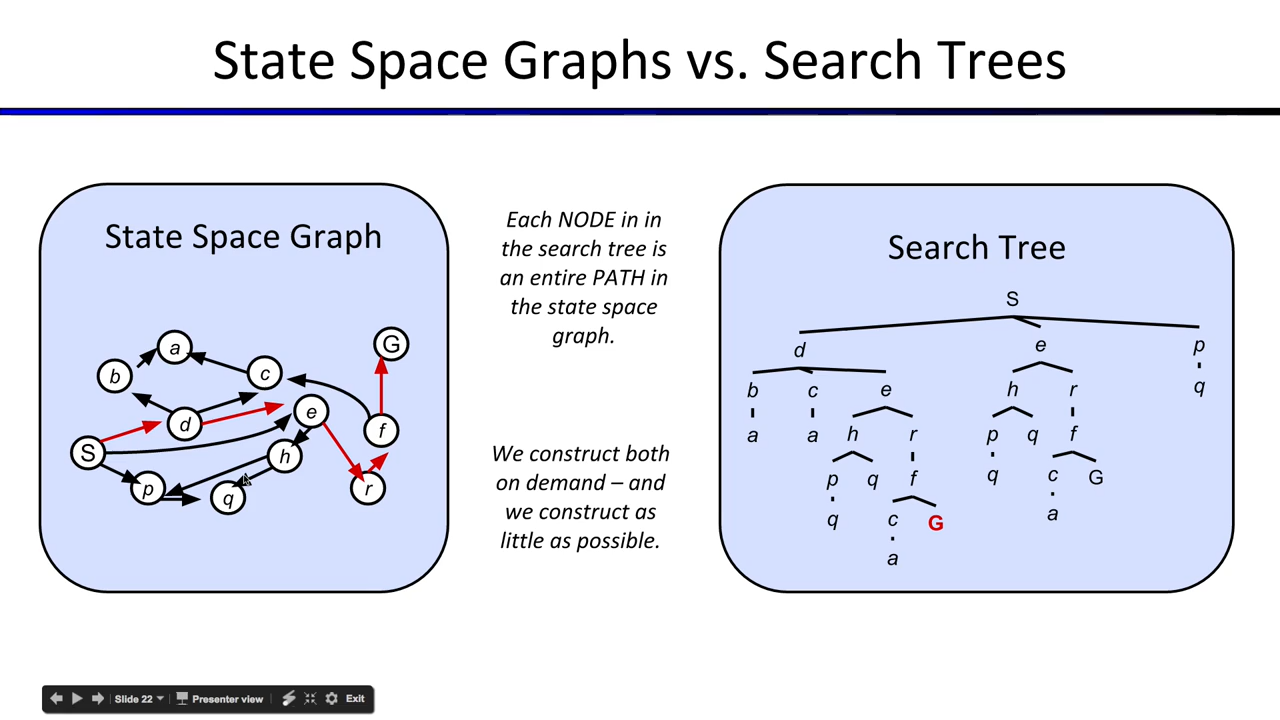 State Space Graphs vs. Search Trees
State Space Graph
a
G
b
c
e
d
f
S
h
p
q
r
Each NODE in in
the search tree is
an entire PATH in
the state space
graph.
We construct both
on demand – and
we construct as
little as possible.
Search Tree
S
d e p
b c e h r q
a a h r p q f
p q f q c G
q c G a
a
Slide 22 Presenter view Exit